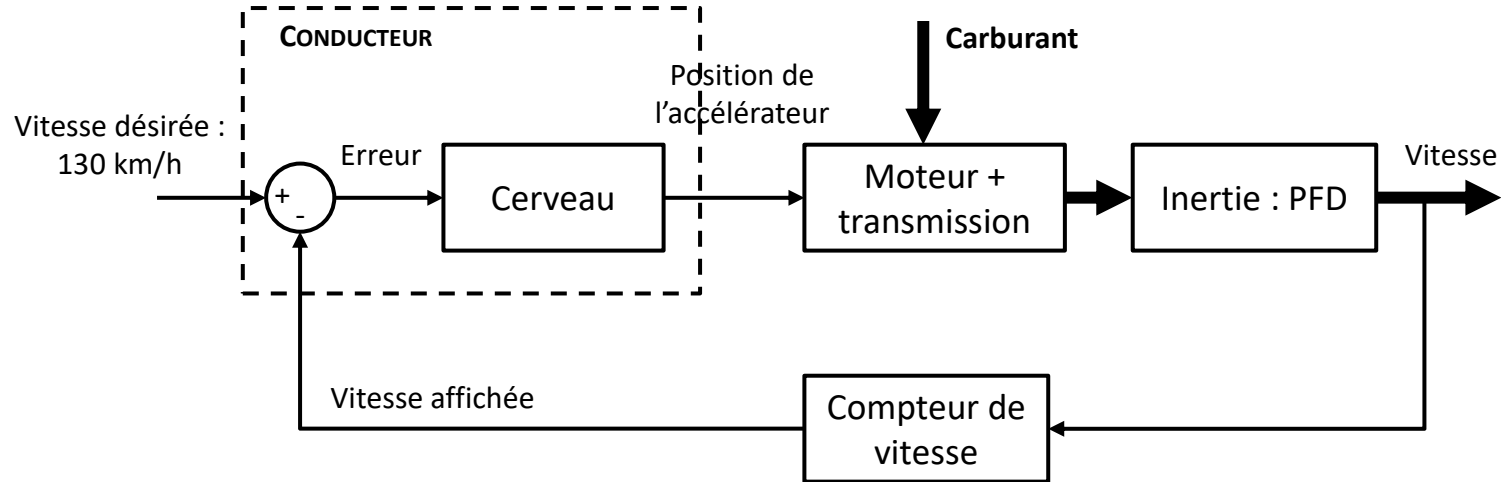 CONDUCTEUR
Carburant
Position de
l'accélérateur
Vitesse désirée :
130 km/h
Erreur
Vitesse
+
-
Cerveau
Moteur +
transmission
Inertie : PFD
Vitesse affichée
Compteur de
vitesse